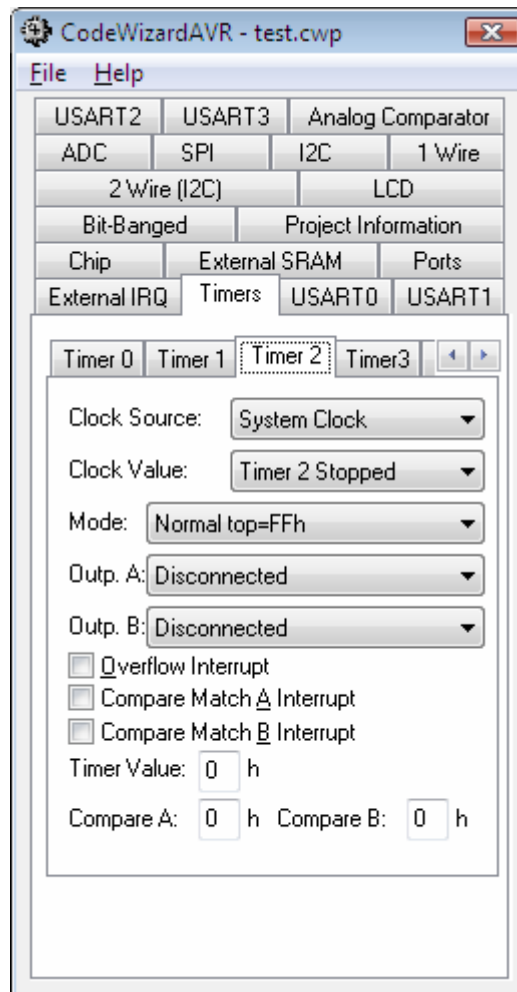 CodeWizardAVR - test.cwp
File Help
USART2 USART3 Analog Comparator
ADC SPI I2C 1 Wire
2 Wire (I2C) LCD
Bit-Banged Project Information
Chip External SRAM Ports
External IRQ Timers USART0 USART1
Timer 0 Timer 1 Timer 2 Timer3
Clock Source: System Clock
Clock Value: Timer 2 Stopped
Mode: Normal top=FFh
Outp. A: Disconnected
Outp. B: Disconnected
Overflow Interrupt
Compare Match A Interrupt
Compare Match B Interrupt
Timer Value: 0 h
Compare A: 0 h Compare B: 0 h